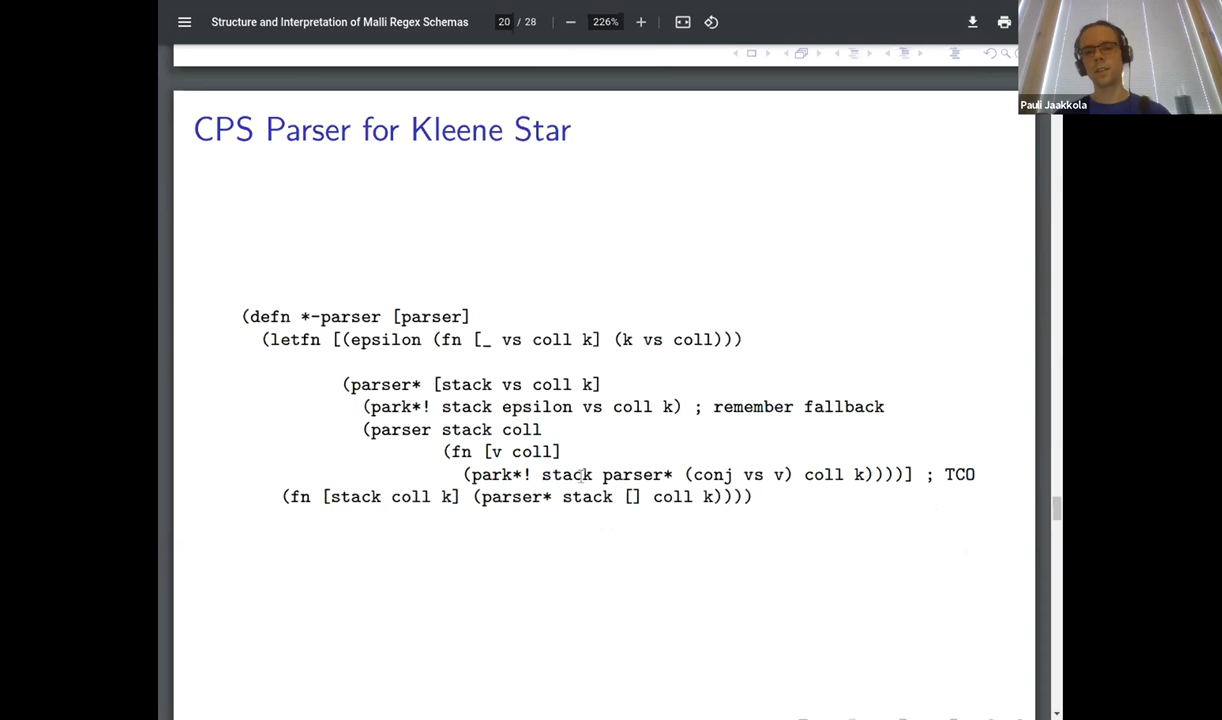 Structure and Interpretation of Malli Regex Schemas
20 / 28
226%
Pauli Jaakkola
CPS Parser for Kleene Star
(defn *-parser [parser]
(letfn [(epsilon (fn [_ vs coll k] (k vs coll)))
(parser* [stack vs coll k]
(park*! stack epsilon vs coll k) ; remember fallback
(parser stack coll
(fn [v coll]
(park*! stack parser* (conj vs v) coll k))))] ; TCO
(fn [stack coll k] (parser* stack [] coll k))))